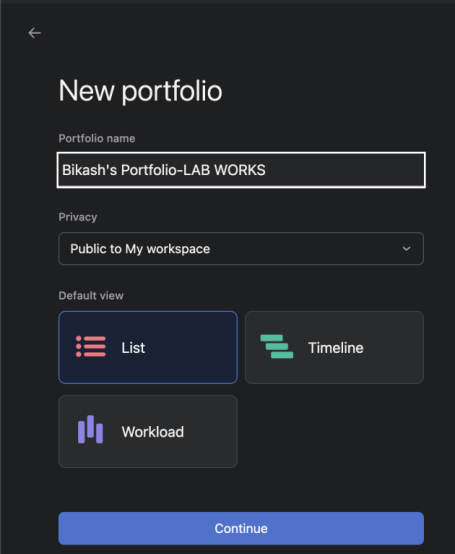 New portfolio
Portfolio name
Bikash's Portfolio-LAB WORKS
Privacy
Public to My workspace
Default view
List
Timeline
Workload
Continue